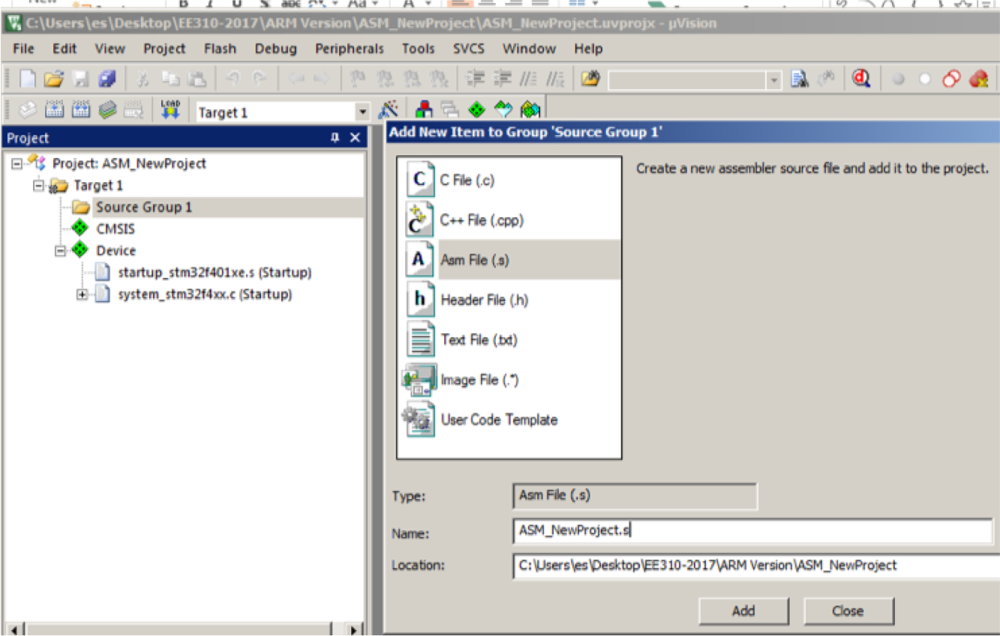 C:\Users\es\Desktop\EE310-2017\ARM Version\ASM_NewProject\ASM_NewProject.uvprojx - µVision
File Edit View Project Flash Debug Peripherals Tools SVCS Window Help
LOAD Target 1
Project
Project: ASM_NewProject
Target 1
Source Group 1
CMSIS
Device
startup_stm32f401xe.s (Startup)
system_stm32f4xx.c (Startup)
Add New Item to Group 'Source Group 1'
C File (.c)
C++ File (.cpp)
Asm File (.s)
Header File (.h)
Text File (.txt)
Image File (.*)
User Code Template
Create a new assembler source file and add it to the project.
Type: Asm File (.s)
Name: ASM_NewProject.s
Location: C:\Users\es\Desktop\EE310-2017\ARM Version\ASM_NewProject
Add Close